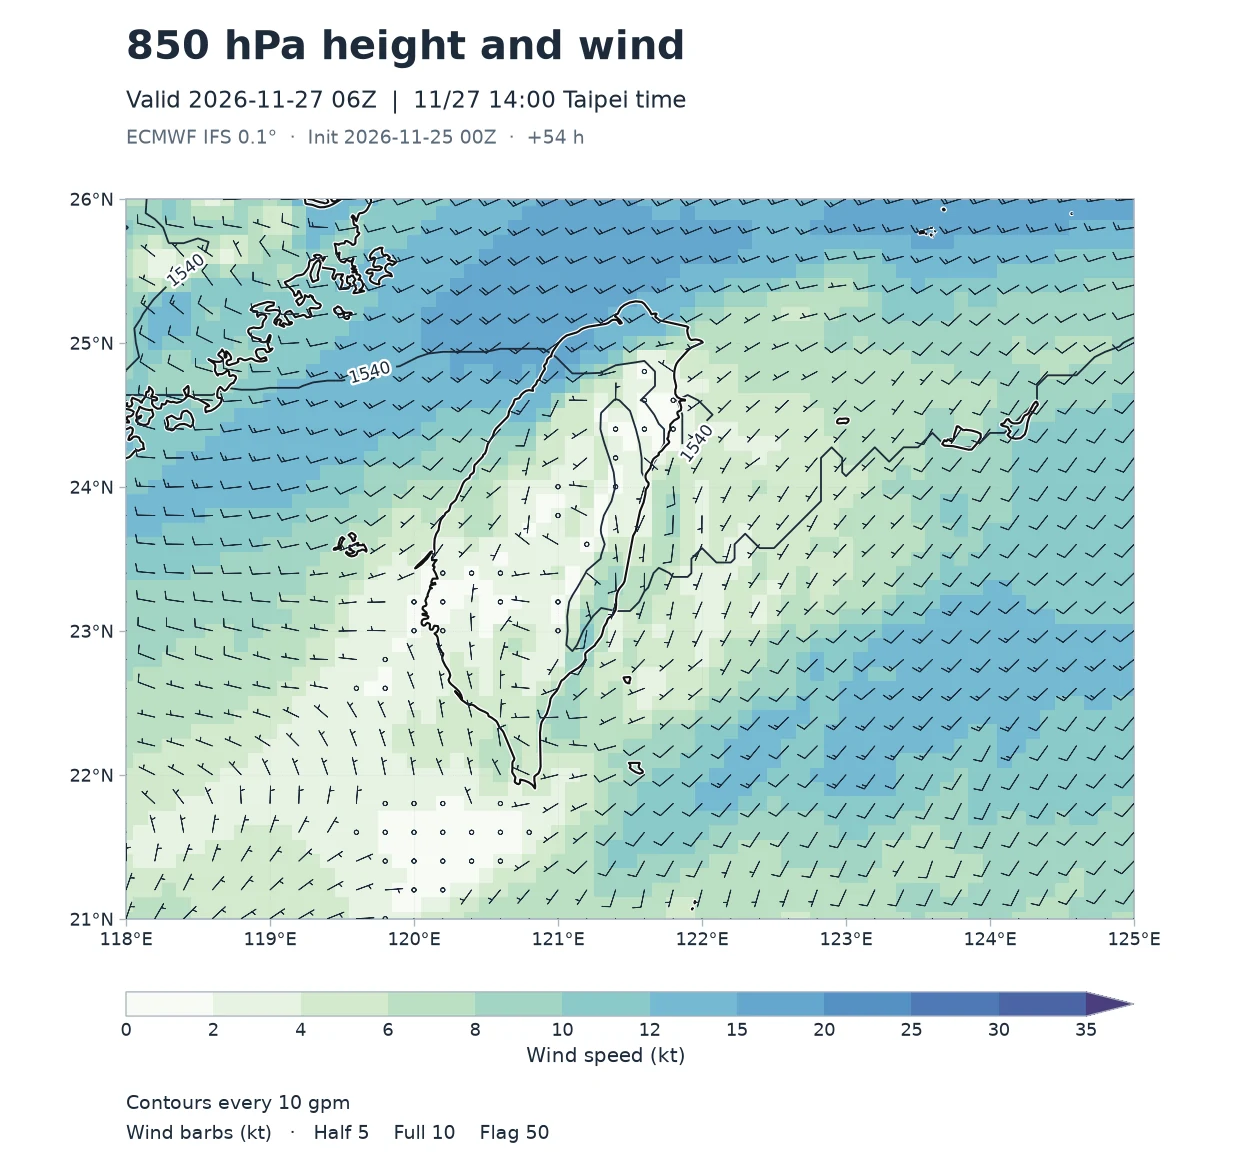 850 hPa height and wind
Valid 2026-11-27 06Z | 11/27 14:00 Taipei time
ECMWF IFS 0.1° · Init 2026-11-25 00Z · +54 h
26°N
1540
25°N
1540
1540
24°N
23°N
22°N
21°N
118°E 119°E 120°E 121°E 122°E 123°E 124°E 125°E
0 2 4 6 8 10 12 15 20 25 30 35
Wind speed (kt)
Contours every 10 gpm
Wind barbs (kt) · Half 5 Full 10 Flag 50